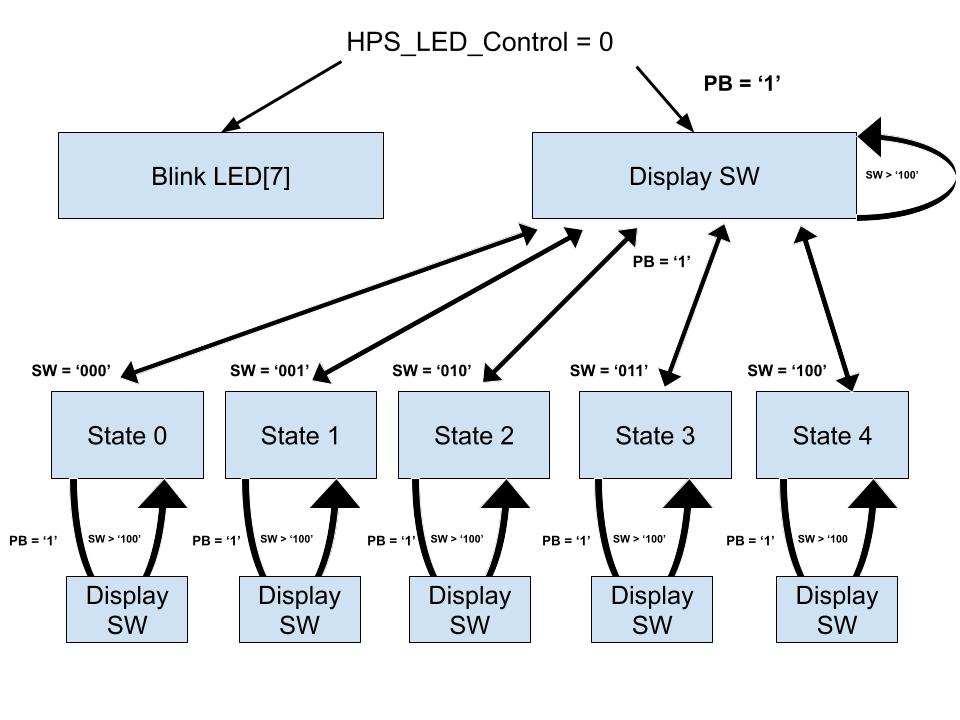 HPS_LED_Control = 0
PB = ‘1’
Blink LED[7]
Display SW
SW > ‘100’
PB = ‘1’
SW = ‘000’
SW = ‘001’
SW = ‘010’
SW = ‘011’
SW = ‘100’
State 0
State 1
State 2
State 3
State 4
PB = ‘1’
SW > ‘100’
PB = ‘1’
SW > ‘100’
PB = ‘1’
SW > ‘100’
PB = ‘1’
SW > ‘100’
PB = ‘1’
SW > ‘100
Display
SW
Display
SW
Display
SW
Display
SW
Display
SW